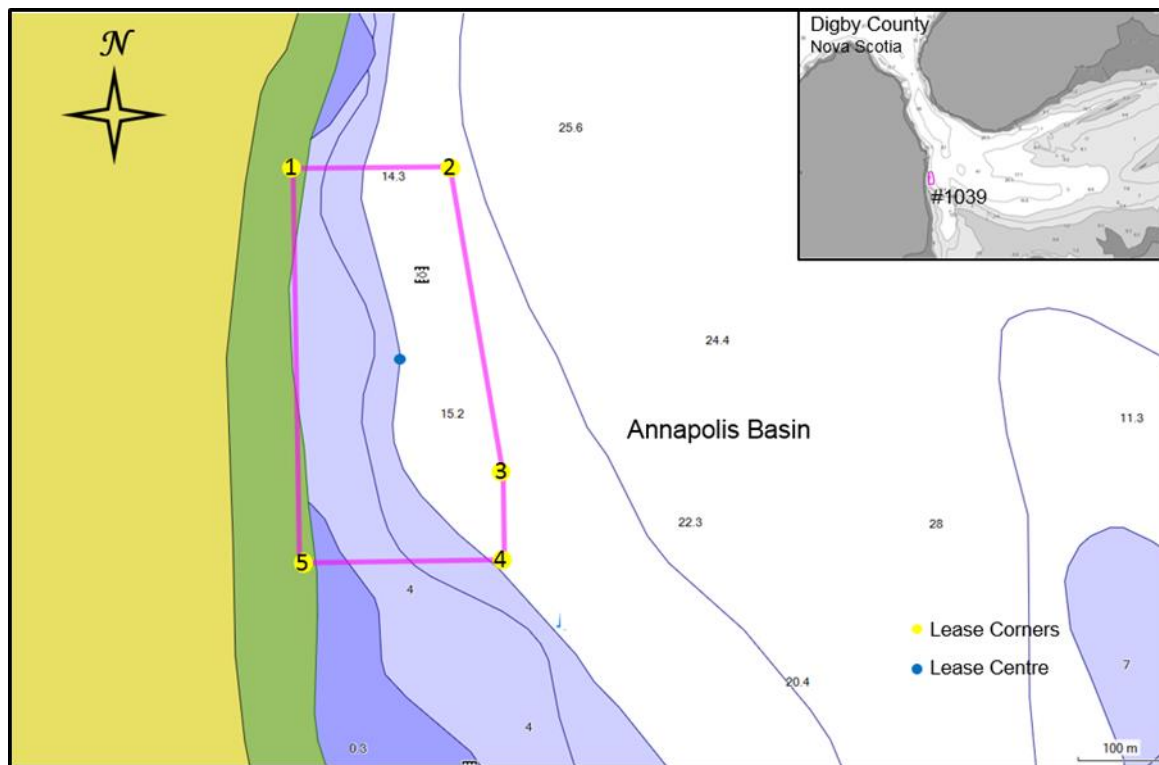 N
Digby County
Nova Scotia
#1039
25.6
1
2
14.3
24.4
15.2
11.3
Annapolis Basin
3
22.3
28
5
4
4
Lease Corners
Lease Centre
7
20.4
4
0.3
100 m